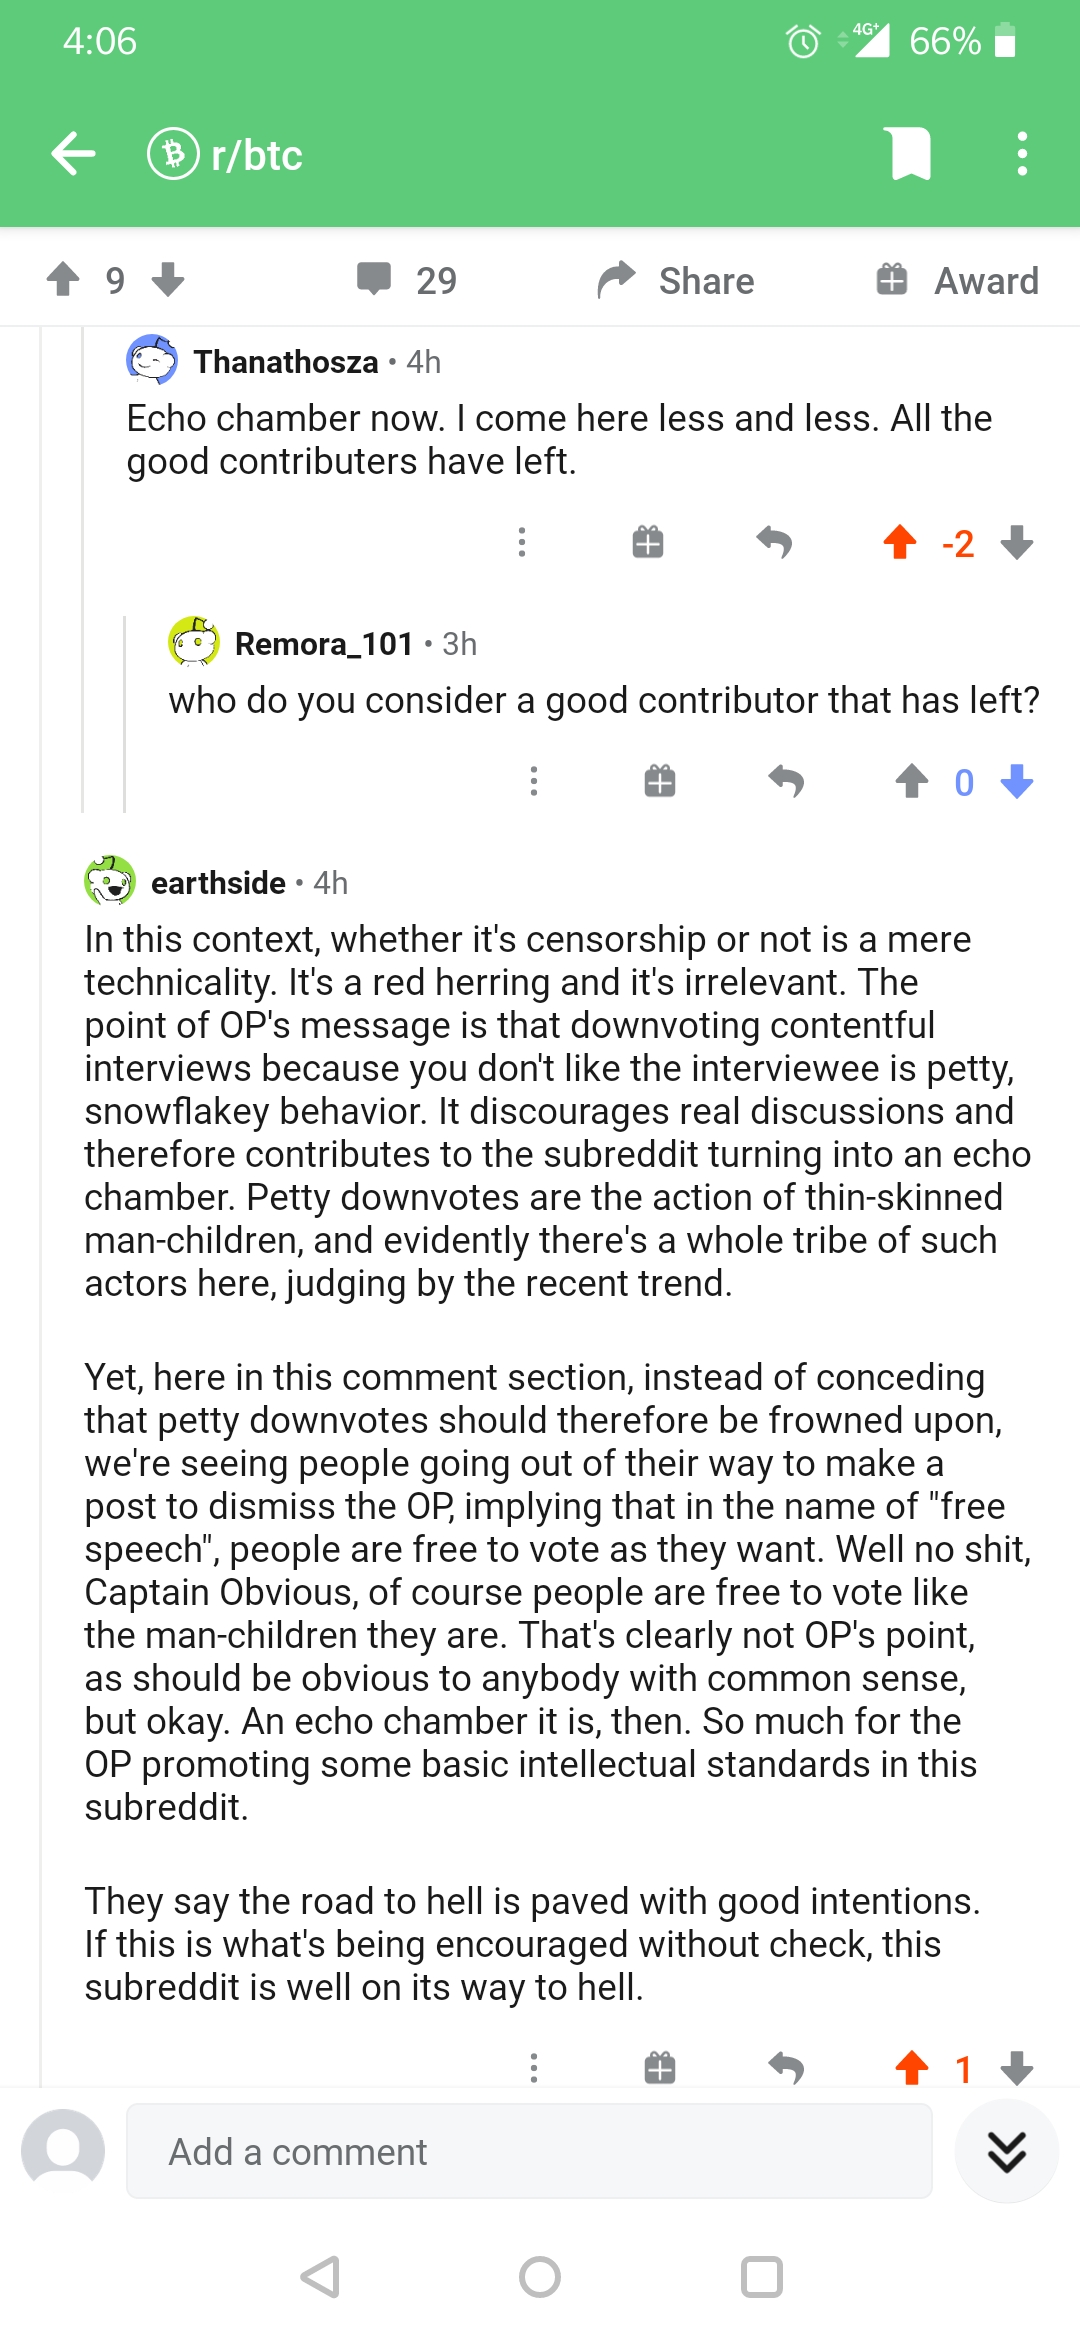 4:06
4G+ 66%
r/btc
9
29
Share
Award
Thanathosza • 4h
Echo chamber now. I come here less and less. All the
good contributers have left.
-2
Remora_101 • 3h
who do you consider a good contributor that has left?
0
earthside • 4h
In this context, whether it's censorship or not is a mere
technicality. It's a red herring and it's irrelevant. The
point of OP's message is that downvoting contentful
interviews because you don't like the interviewee is petty,
snowflakey behavior. It discourages real discussions and
therefore contributes to the subreddit turning into an echo
chamber. Petty downvotes are the action of thin-skinned
man-children, and evidently there's a whole tribe of such
actors here, judging by the recent trend.
Yet, here in this comment section, instead of conceding
that petty downvotes should therefore be frowned upon,
we're seeing people going out of their way to make a
post to dismiss the OP, implying that in the name of "free
speech", people are free to vote as they want. Well no shit,
Captain Obvious, of course people are free to vote like
the man-children they are. That's clearly not OP's point,
as should be obvious to anybody with common sense,
but okay. An echo chamber it is, then. So much for the
OP promoting some basic intellectual standards in this
subreddit.
They say the road to hell is paved with good intentions.
If this is what's being encouraged without check, this
subreddit is well on its way to hell.
1
Add a comment